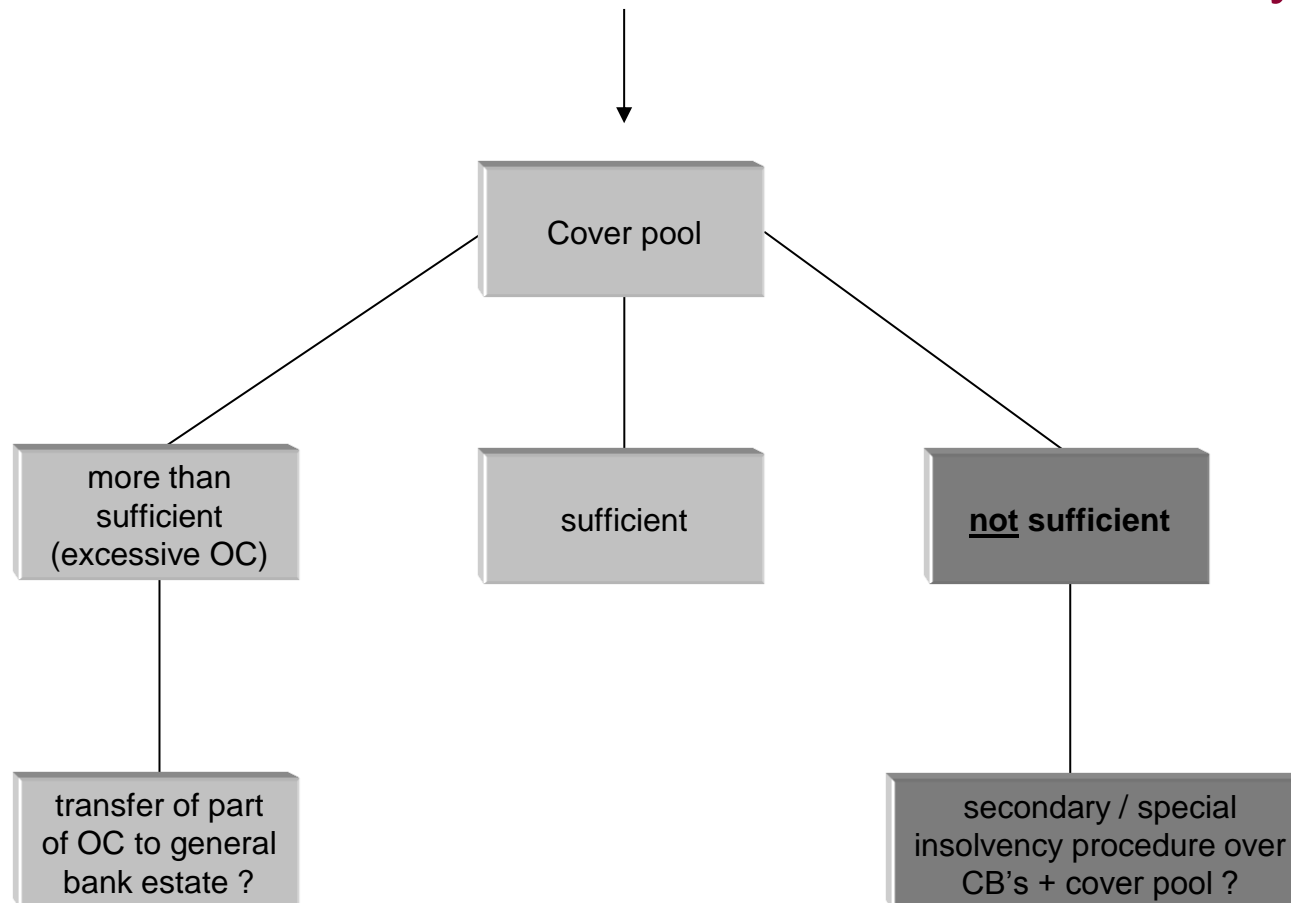 Cover pool
more than
sufficient
(excessive OC)
sufficient
not sufficient
transfer of part
of OC to general
bank estate ?
secondary / special
insolvency procedure over
CB's + cover pool ?